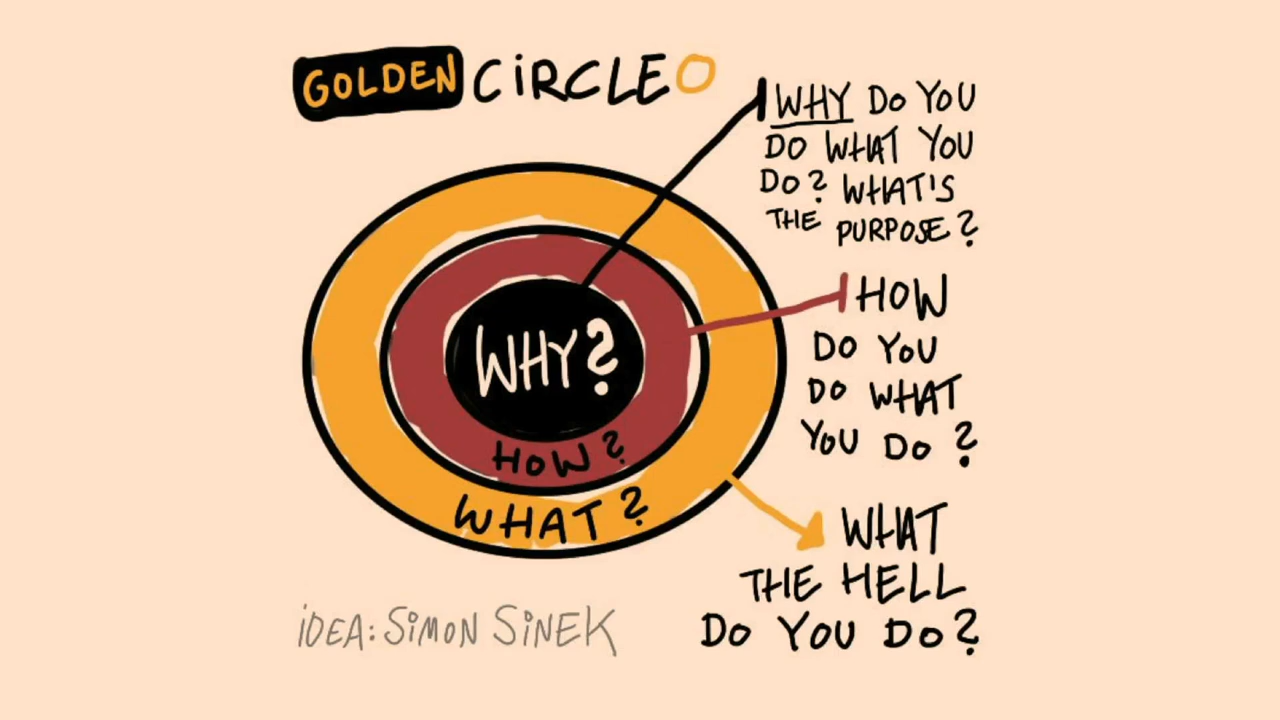 GOLDEN CiRCLE
WHY DO YOU
DO WHAT YOU
DO? WHAT'S
THE PURPOSE?
WHY?
HOW?
WHAT?
HOW
DO YOU
DO WHAT
YOU DO?
WHAT
THE HELL
DO YOU DO?
iDEA: SiMON SiNEK